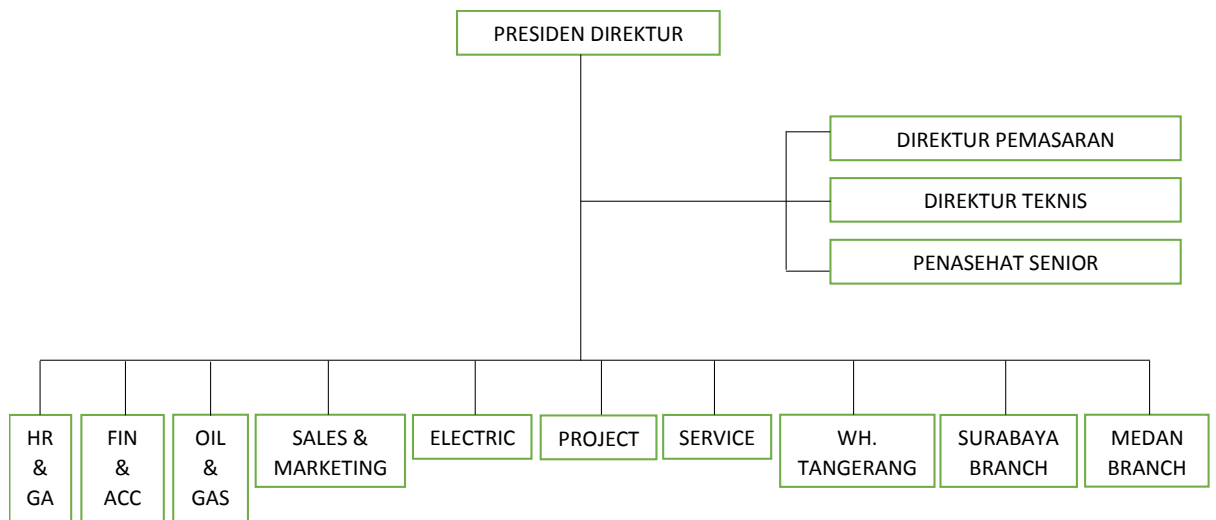 PRESIDEN DIREKTUR
DIREKTUR PEMASARAN
DIREKTUR TEKNIS
PENASEHAT SENIOR
HR
&
GA
FIN
&
ACC
OIL
&
GAS
SALES &
MARKETING
ELECTRIC
PROJECT
SERVICE
WH.
TANGERANG
SURABAYA
BRANCH
MEDAN
BRANCH